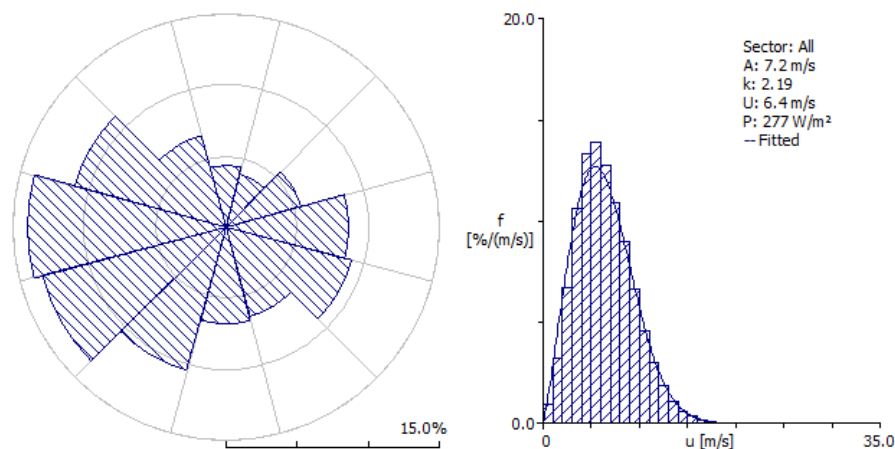 15.0%
20.0
f
[%/(m/s)]
0.0
0
u [m/s]
35.0
Sector: All
A: 7.2 m/s
k: 2.19
U: 6.4 m/s
P: 277 W/m²
-- Fitted